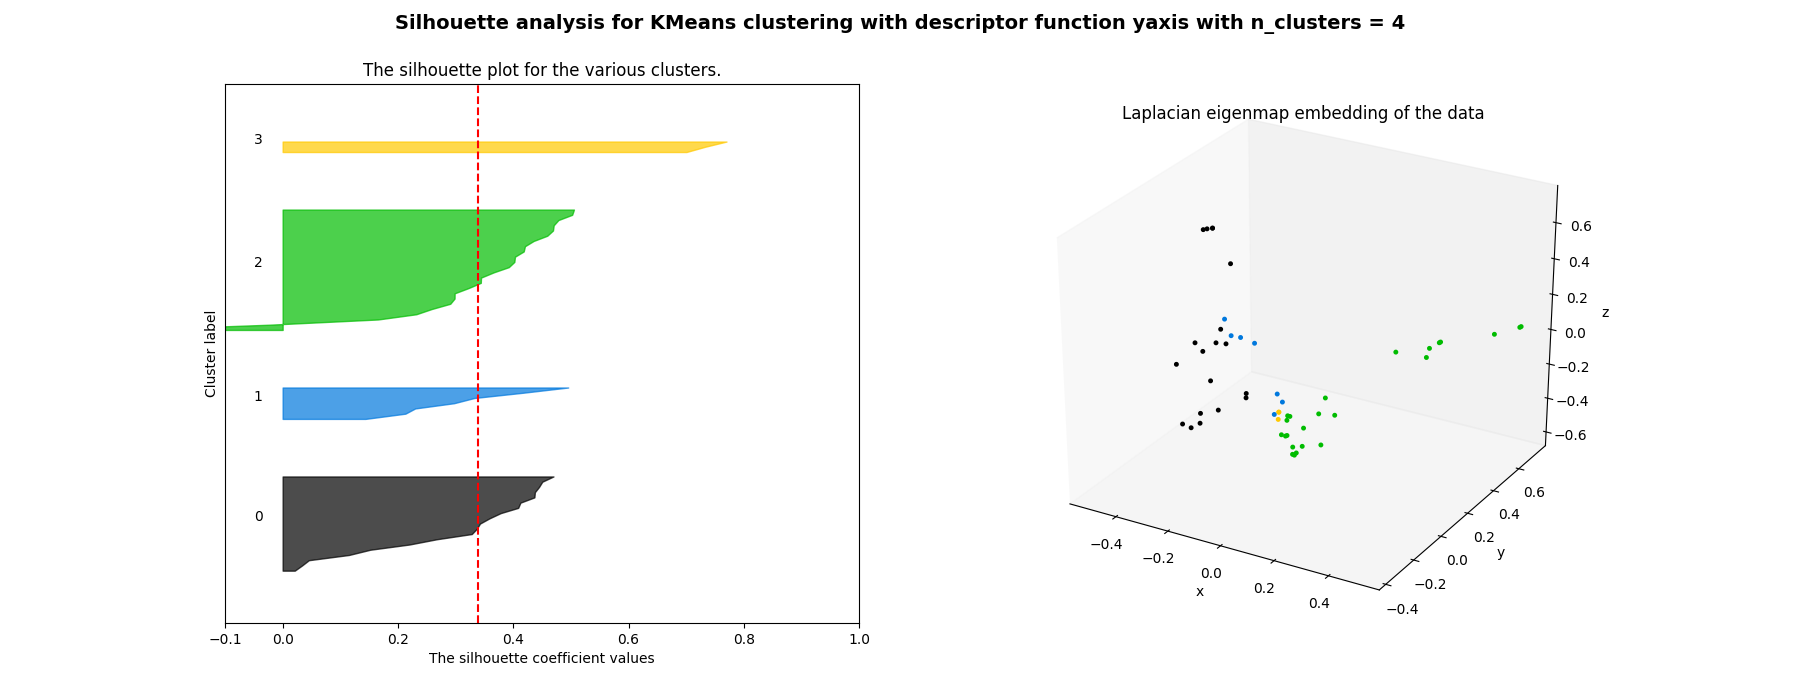 Silhouette analysis for KMeans clustering with descriptor function yaxis with n_clusters = 4
The silhouette plot for the various clusters.
3
2
1
0
Cluster label
−0.1 0.0 0.2 0.4 0.6 0.8 1.0
The silhouette coefficient values
Laplacian eigenmap embedding of the data
0.6
0.4
0.2
0.0
−0.2
−0.4
−0.6
z
−0.4 −0.2 0.0 0.2 0.4
x
−0.4 −0.2 0.0 0.2 0.4 0.6
y